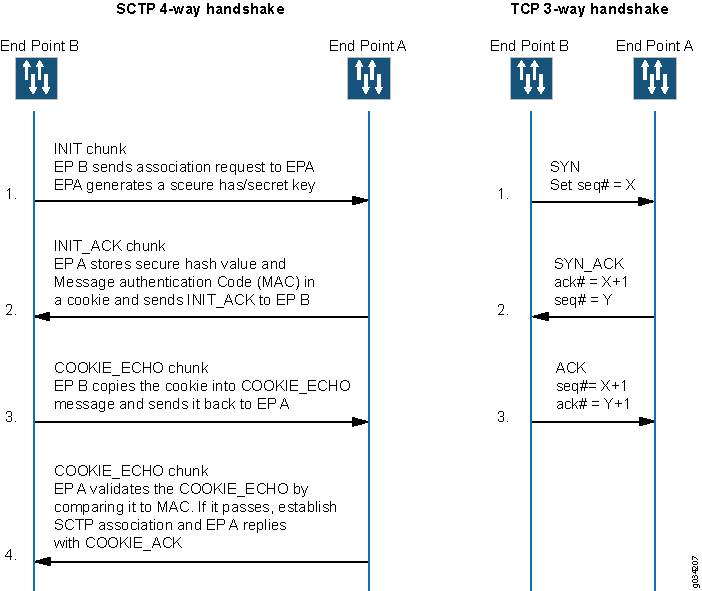 SCTP 4-way handshake
End Point B
End Point A
INIT chunk
EP B sends association request to EPA
EPA generates a sceure has/secret key
1.
INIT_ACK chunk
EP A stores secure hash value and
Message authentication Code (MAC) in
a cookie and sends INIT_ACK to EP B
2.
COOKIE_ECHO chunk
EP B copies the cookie into COOKIE_ECHO
message and sends it back to EP A
3.
COOKIE_ECHO chunk
EP A validates the COOKIE_ECHO by
comparing it to MAC. If it passes, establish
SCTP association and EP A replies
with COOKIE_ACK
4.
TCP 3-way handshake
End Point B
End Point A
SYN
Set seq# = X
1.
SYN_ACK
ack# = X+1
seq# = Y
2.
ACK
seq#= X+1
ack# = Y+1
3.
g034207